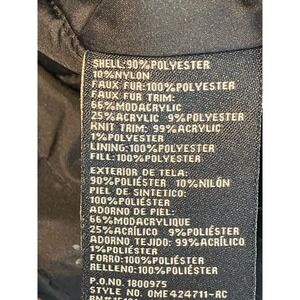 SHELL:90%POLYESTER
10%NYLON
FAUX FUR:100%POLYESTER
FAUX FUR TRIM:
66%MODACRYLIC
25%ACRYLIC 9%POLYESTER
KNIT TRIM: 99%ACRYLIC
1%POLYESTER
LINING:100%POLYESTER
FILL:100%POLYESTER
EXTERIOR DE TELA:
90%POLIÉSTER 10%NILÓN
PIEL DE SINTETICO:
100%POLIÉSTER
ADORNO DE PIEL:
66%MODACRYLIQUE
25%ACRÍLICO 9%POLIÉSTER
ADORNO TEJIDO: 99%ACRÍLICO
1%POLIÉSTER
FORRO:100%POLIÉSTER
RELLENO:100%POLIÉSTER
P.O.NO. 1800975
STYLE NO. OME424711-RC